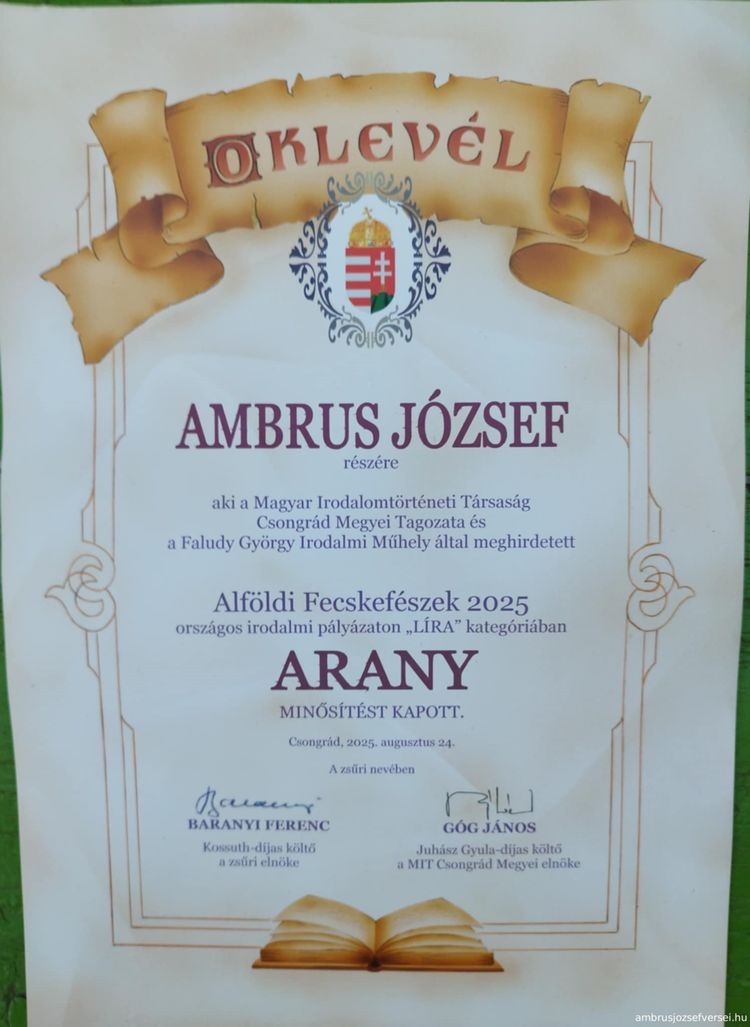 OKLEVÉL
AMBRUS JÓZSEF
részére
aki a Magyar Irodalomtörténeti Társaság
Csongrád Megyei Tagozata és
a Faludy György Irodalmi Műhely által meghirdetett
Alföldi Fecskefészek 2025
országos irodalmi pályázaton „LÍRA” kategóriában
ARANY
MINŐSÍTÉST KAPOTT.
Csongrád, 2025. augusztus 24.
A zsűri nevében
BARANYI FERENC
Kossuth-díjas költő
a zsűri elnöke
GÓG JÁNOS
Juhász Gyula-díjas költő
a MIT Csongrád Megyei elnöke
ambrusjozsefversei.hu